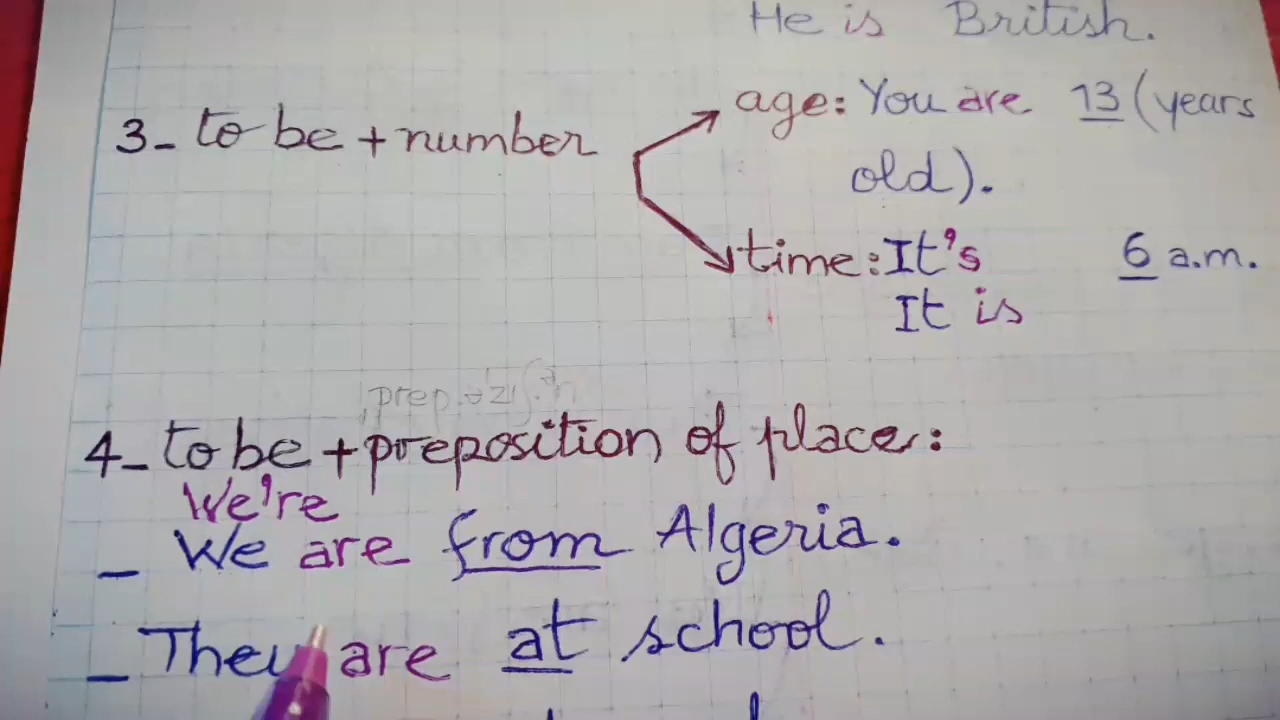 He is British.
3- to be + number
age: You are 13 (years
old).
time: It's 6 a.m.
It is
prep.
4- to be + preposition of place:
We're
- We are from Algeria.
- They are at school.